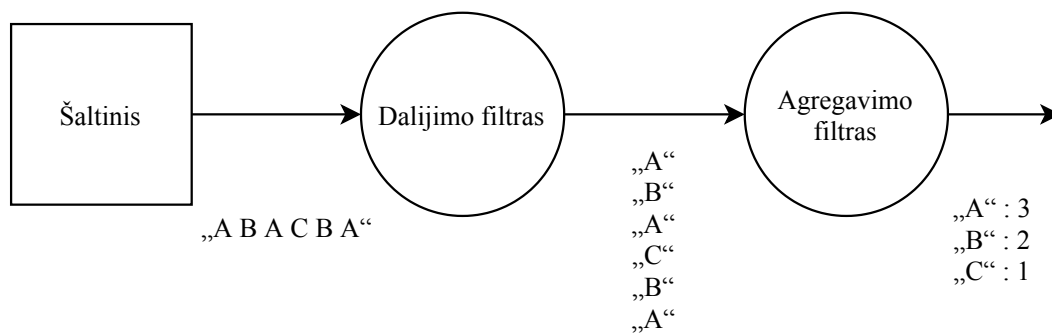 Šaltinis
Dalijimo filtras
Agregavimo
filtras
„A B A C B A“
„A“
„B“
„A“
„C“
„B“
„A“
„A“ : 3
„B“ : 2
„C“ : 1